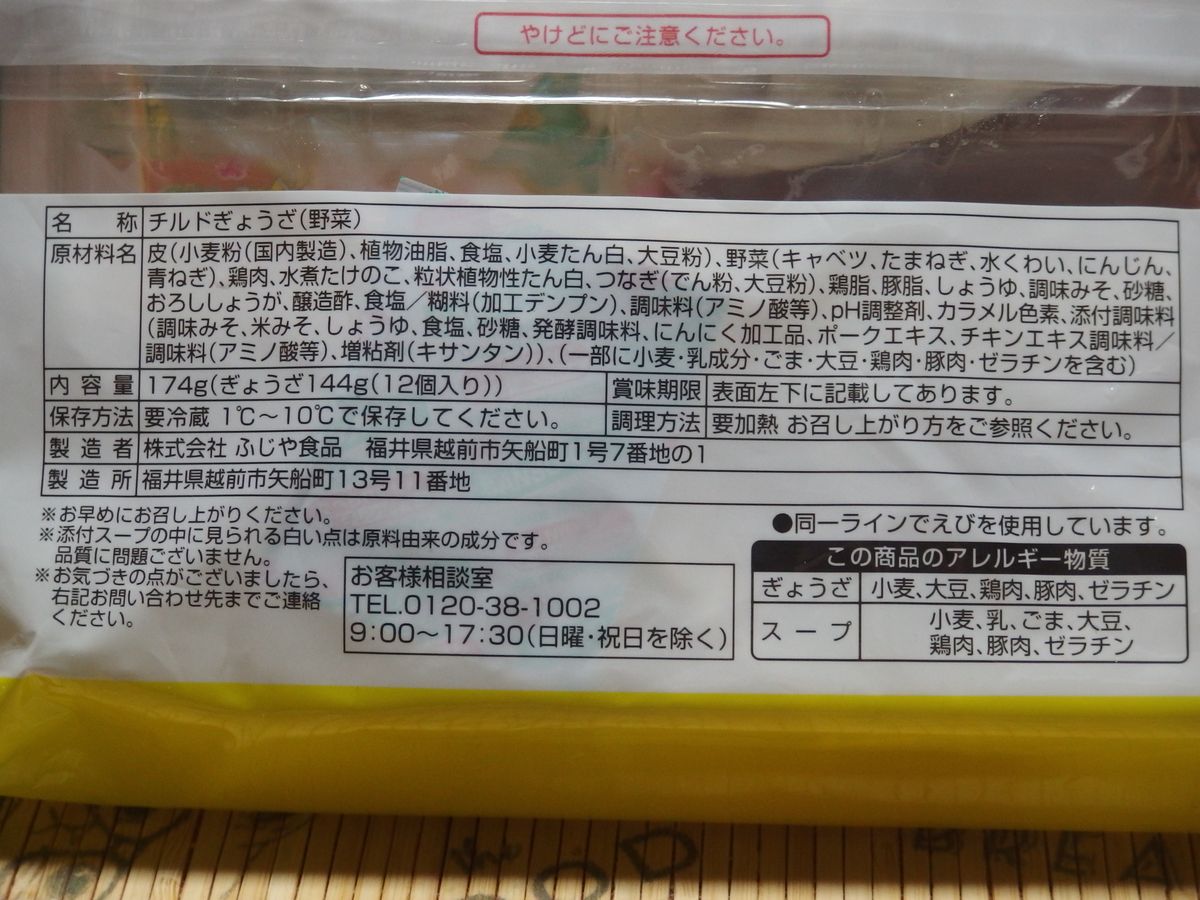 やけどにご注意ください。
名称 チルドぎょうざ(野菜)
原材料名 皮(小麦粉(国内製造)、植物油脂、食塩、小麦たん白、大豆粉)、野菜(キャベツ、たまねぎ、水くわい、にんじん、
青ねぎ)、鶏肉、水煮たけのこ、粒状植物性たん白、つなぎ(でん粉、大豆粉)、鶏脂、豚脂、しょうゆ、調味みそ、砂糖、
おろししょうが、醸造酢、食塩/糊料(加工デンプン)、調味料(アミノ酸等)、pH調整剤、カラメル色素、添付調味料
(調味みそ、米みそ、しょうゆ、食塩、砂糖、発酵調味料、にんにく加工品、ポークエキス、チキンエキス調味料/
調味料(アミノ酸等)、増粘剤(キサンタン))、(一部に小麦・乳成分・ごま・大豆・鶏肉・豚肉・ゼラチンを含む)
内容量 174g(ぎょうざ144g(12個入り)) 賞味期限 表面左下に記載してあります。
保存方法 要冷蔵 1℃～10℃で保存してください。 調理方法 要加熱 お召し上がり方をご参照ください。
製造者 株式会社 ふじや食品 福井県越前市矢船町1号7番地の1
製造所 福井県越前市矢船町13号11番地
※お早めにお召し上がりください。
※添付スープの中に見られる白い点は原料由来の成分です。
品質に問題ございません。
※お気づきの点がございましたら、
右記お問い合わせ先までご連絡
ください。
お客様相談室
TEL.0120-38-1002
9:00～17:30(日曜・祝日を除く)
●同一ラインでえびを使用しています。
この商品のアレルギー物質
ぎょうざ 小麦、大豆、鶏肉、豚肉、ゼラチン
スープ 小麦、乳、ごま、大豆、
鶏肉、豚肉、ゼラチン